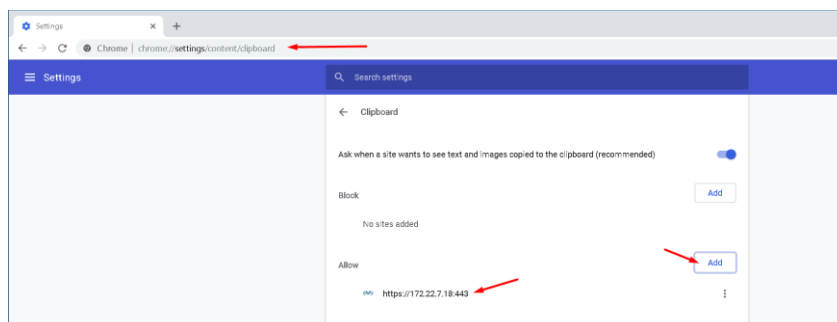 Settings
Chrome | chrome://settings/content/clipboard
Settings
Search settings
Clipboard
Ask when a site wants to see text and images copied to the clipboard (recommended)
Block
Add
No sites added
Allow
Add
https://172.22.7.18:443